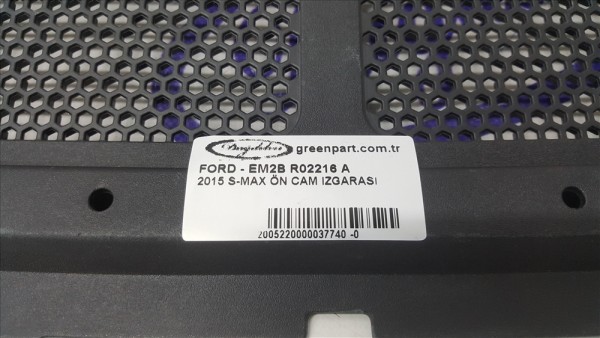 greenpart.com.tr
FORD - EM2B R02216 A
2015 S-MAX ÖN CAM IZGARASI
2005220000037740 -0